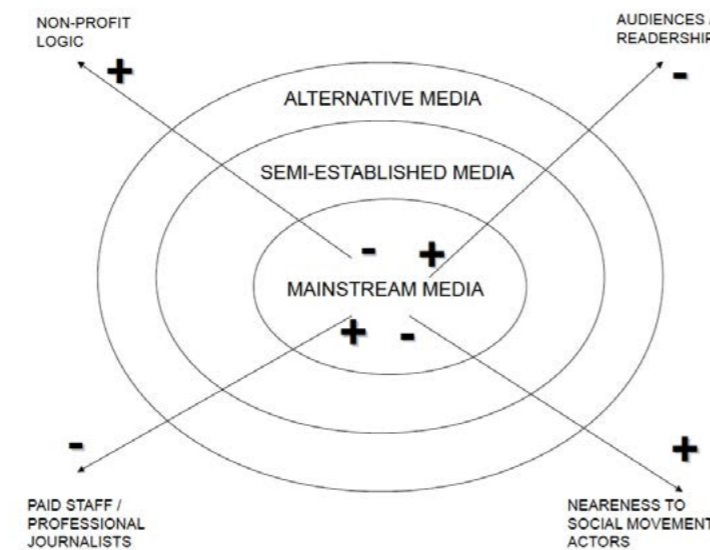 NON-PROFIT
LOGIC
AUDIENCES /
READERSHIP
+
-
ALTERNATIVE MEDIA
SEMI-ESTABLISHED MEDIA
- +
MAINSTREAM MEDIA
+ -
-
+
PAID STAFF /
PROFESSIONAL
JOURNALISTS
NEARENESS TO
SOCIAL MOVEMENT
ACTORS